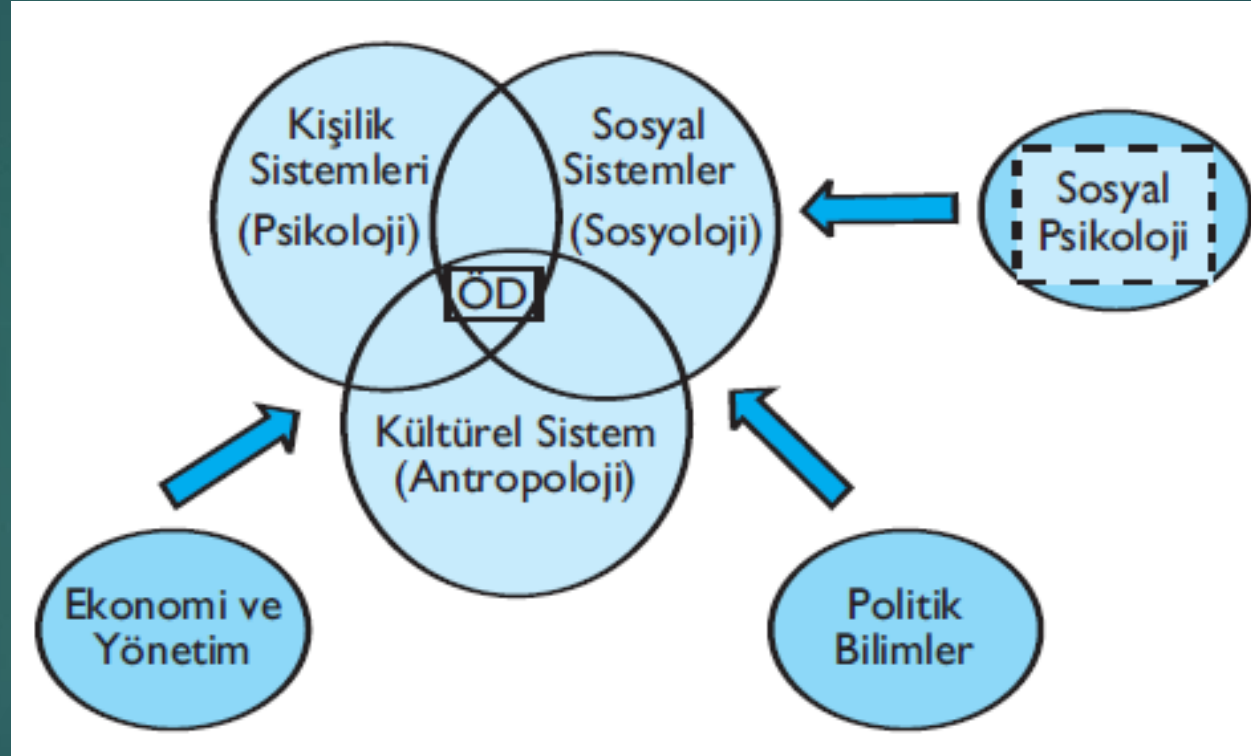 Kişilik
Sistemleri
(Psikoloji)
Sosyal
Sistemler
(Sosyoloji)
Sosyal
Psikoloji
ÖD
Kültürel Sistem
(Antropoloji)
Ekonomi ve
Yönetim
Politik
Bilimler